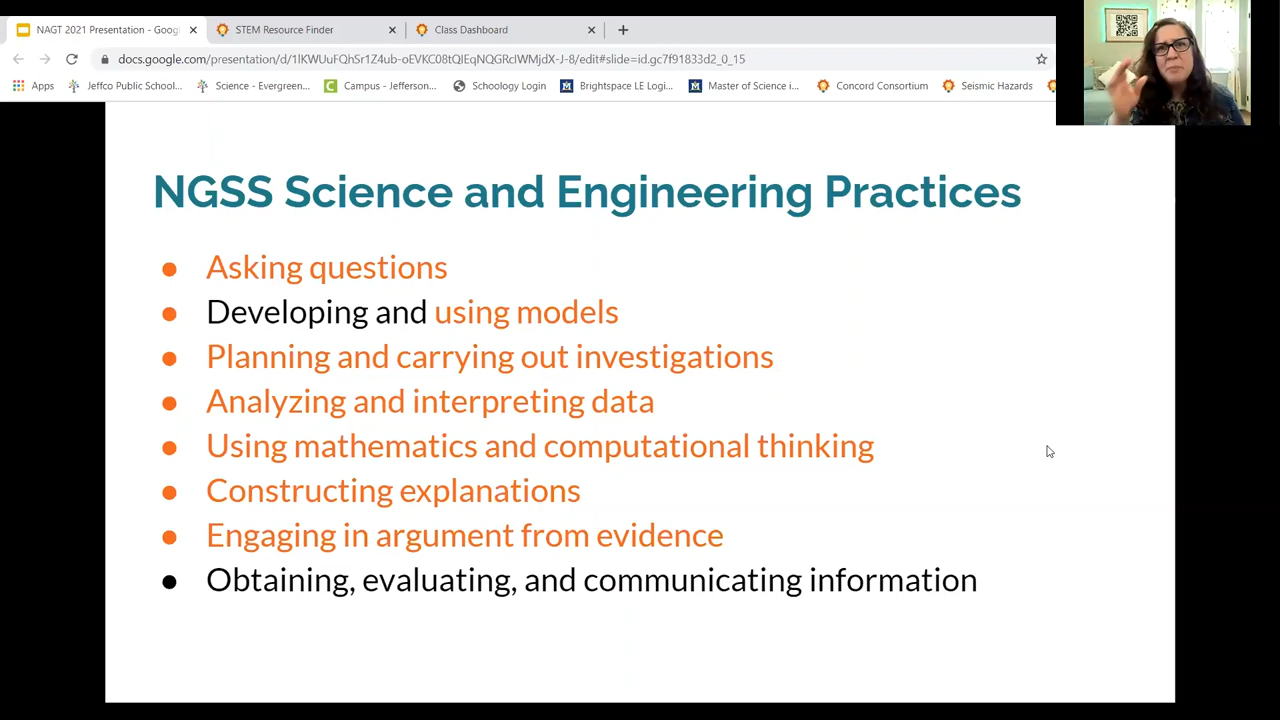 NAGT 2021 Presentation - Goog
STEM Resource Finder
Class Dashboard
docs.google.com/presentation/d/1lKWUuFQhSr1Z4ub-oEVKC08tQIEqNQGRcIWMjdX-J-8/edit#slide=id.gc7f91833d2_0_15
Apps
Jeffco Public School...
Science - Evergreen...
Campus - Jefferson...
Schoology Login
Brightspace LE Logi...
Master of Science i...
Concord Consortium
Seismic Hazards
NGSS Science and Engineering Practices
● Asking questions
● Developing and using models
● Planning and carrying out investigations
● Analyzing and interpreting data
● Using mathematics and computational thinking
● Constructing explanations
● Engaging in argument from evidence
● Obtaining, evaluating, and communicating information